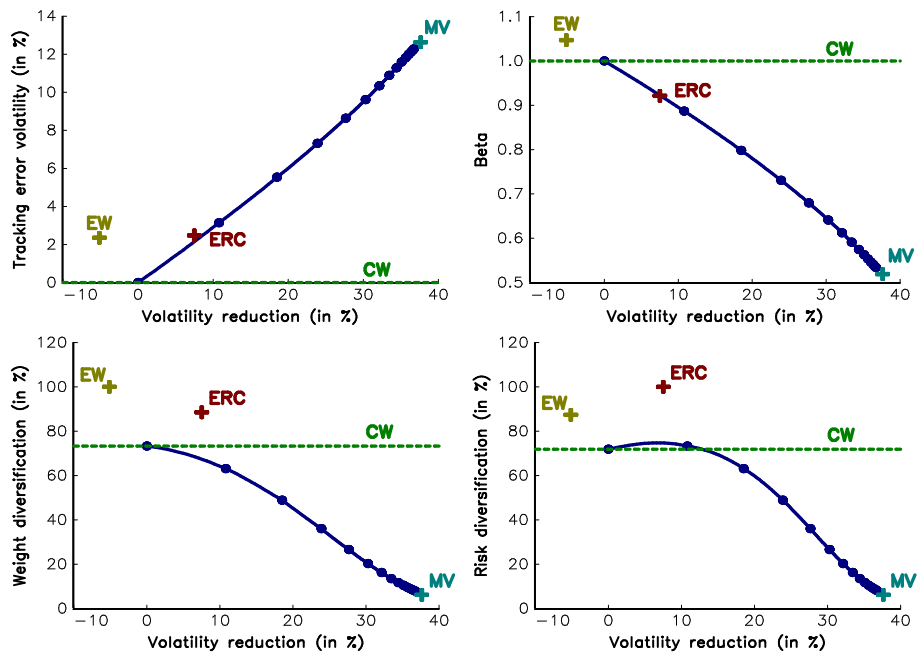 Tracking error volatility (in %)
14
12
10
8
6
4
2
0
MV
EW
ERC
CW
−10 0 10 20 30 40
Volatility reduction (in %)
Beta
1.1
1.0
0.9
0.8
0.7
0.6
0.5
EW
CW
ERC
MV
−10 0 10 20 30 40
Volatility reduction (in %)
Weight diversification (in %)
120
100
80
60
40
20
0
EW
ERC
CW
MV
−10 0 10 20 30 40
Volatility reduction (in %)
Risk diversification (in %)
120
100
80
60
40
20
0
ERC
EW
CW
MV
−10 0 10 20 30 40
Volatility reduction (in %)